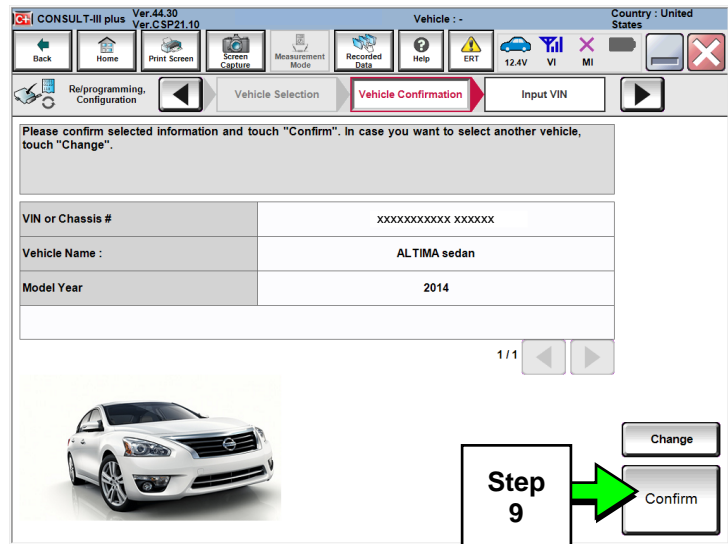 C+ CONSULT-III plus Ver.44.30 Ver.CSP21.10 Vehicle : - Country : United States
Back Home Print Screen Screen Capture Measurement Mode Recorded Data Help ERT 12.4V VI MI
Re/programming, Configuration Vehicle Selection Vehicle Confirmation Input VIN
Please confirm selected information and touch "Confirm". In case you want to select another vehicle,
touch "Change".
VIN or Chassis # XXXXXXXXXXX XXXXXX
Vehicle Name : ALTIMA sedan
Model Year 2014
1/1
Change
Step
9
Confirm